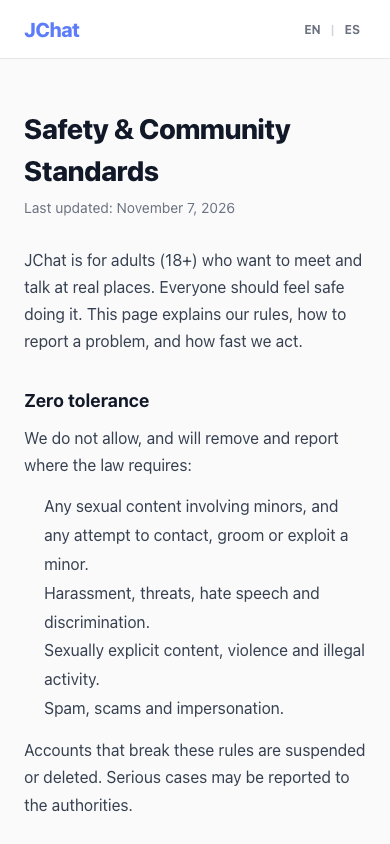 JChat
EN | ES
Safety & Community
Standards
Last updated: November 7, 2026
JChat is for adults (18+) who want to meet and
talk at real places. Everyone should feel safe
doing it. This page explains our rules, how to
report a problem, and how fast we act.
Zero tolerance
We do not allow, and will remove and report
where the law requires:
Any sexual content involving minors, and
any attempt to contact, groom or exploit a
minor.
Harassment, threats, hate speech and
discrimination.
Sexually explicit content, violence and illegal
activity.
Spam, scams and impersonation.
Accounts that break these rules are suspended
or deleted. Serious cases may be reported to
the authorities.